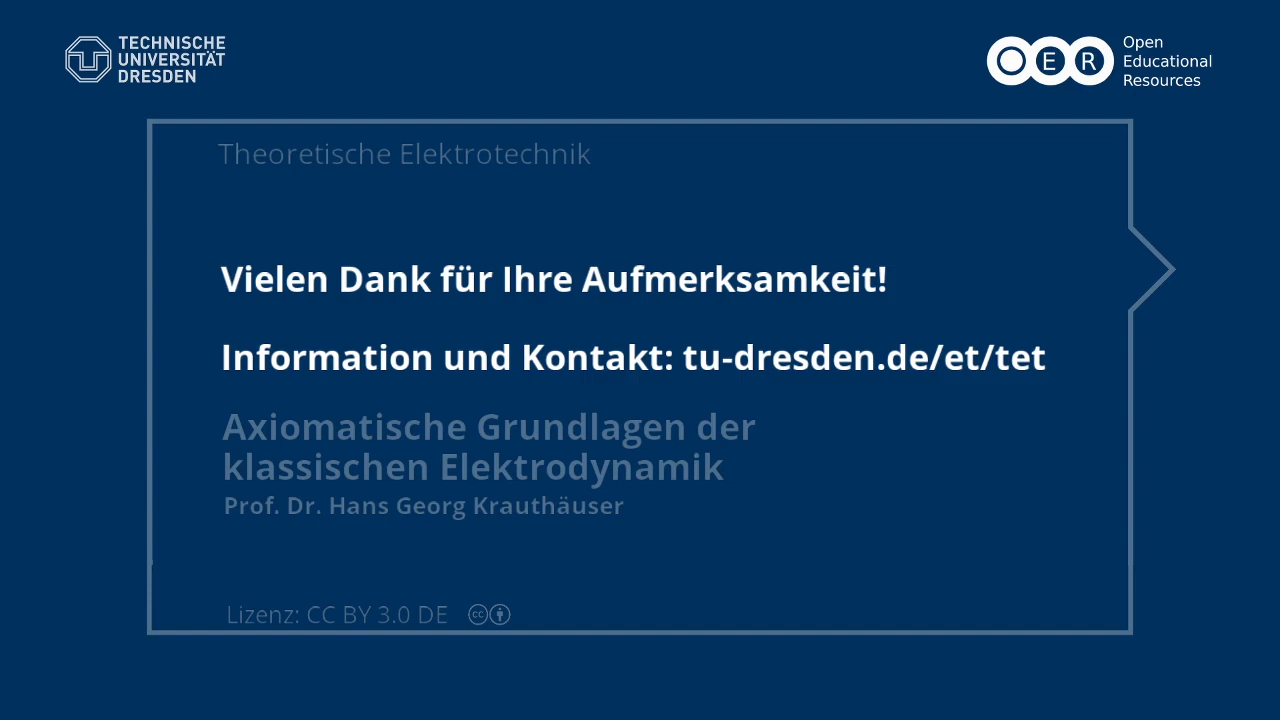 TECHNISCHE
UNIVERSITÄT
DRESDEN
OER
Open
Educational
Resources
Theoretische Elektrotechnik
Vielen Dank für Ihre Aufmerksamkeit!
Information und Kontakt: tu-dresden.de/et/tet
Axiomatische Grundlagen der
klassischen Elektrodynamik
Prof. Dr. Hans Georg Krauthäuser
Lizenz: CC BY 3.0 DE